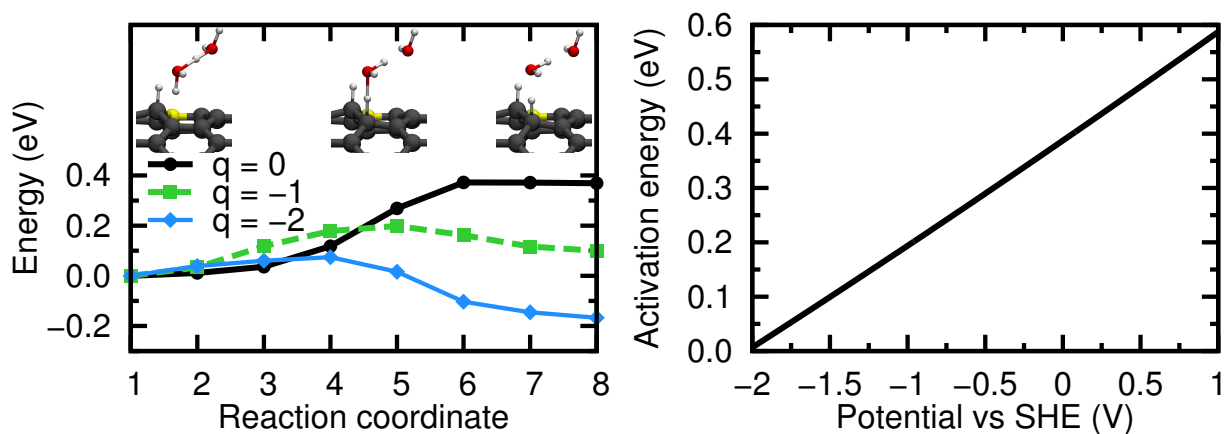 Energy (eV)
0.4
0.2
0.0
−0.2
q = 0
q = −1
q = −2
1 2 3 4 5 6 7 8
Reaction coordinate
Activation energy (eV)
0.6
0.5
0.4
0.3
0.2
0.1
0.0
−2 −1.5 −1 −0.5 0 0.5 1
Potential vs SHE (V)